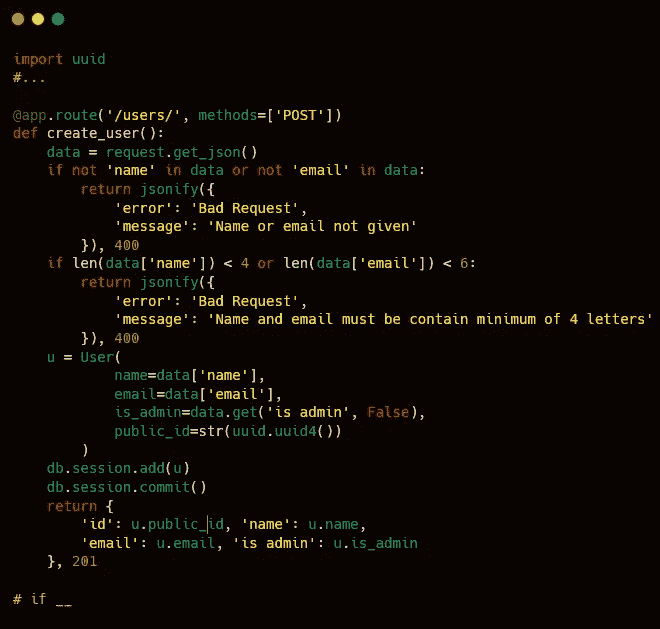 import uuid
#...

@app.route('/users/', methods=['POST'])
def create_user():
    data = request.get_json()
    if not 'name' in data or not 'email' in data:
        return jsonify({
            'error': 'Bad Request',
            'message': 'Name or email not given'
        }), 400
    if len(data['name']) < 4 or len(data['email']) < 6:
        return jsonify({
            'error': 'Bad Request',
            'message': 'Name and email must be contain minimum of 4 letters'
        }), 400
    u = User(
            name=data['name'],
            email=data['email'],
            is_admin=data.get('is admin', False),
            public_id=str(uuid.uuid4())
        )
    db.session.add(u)
    db.session.commit()
    return {
        'id': u.public_id, 'name': u.name,
        'email': u.email, 'is admin': u.is_admin
    }, 201

# if __